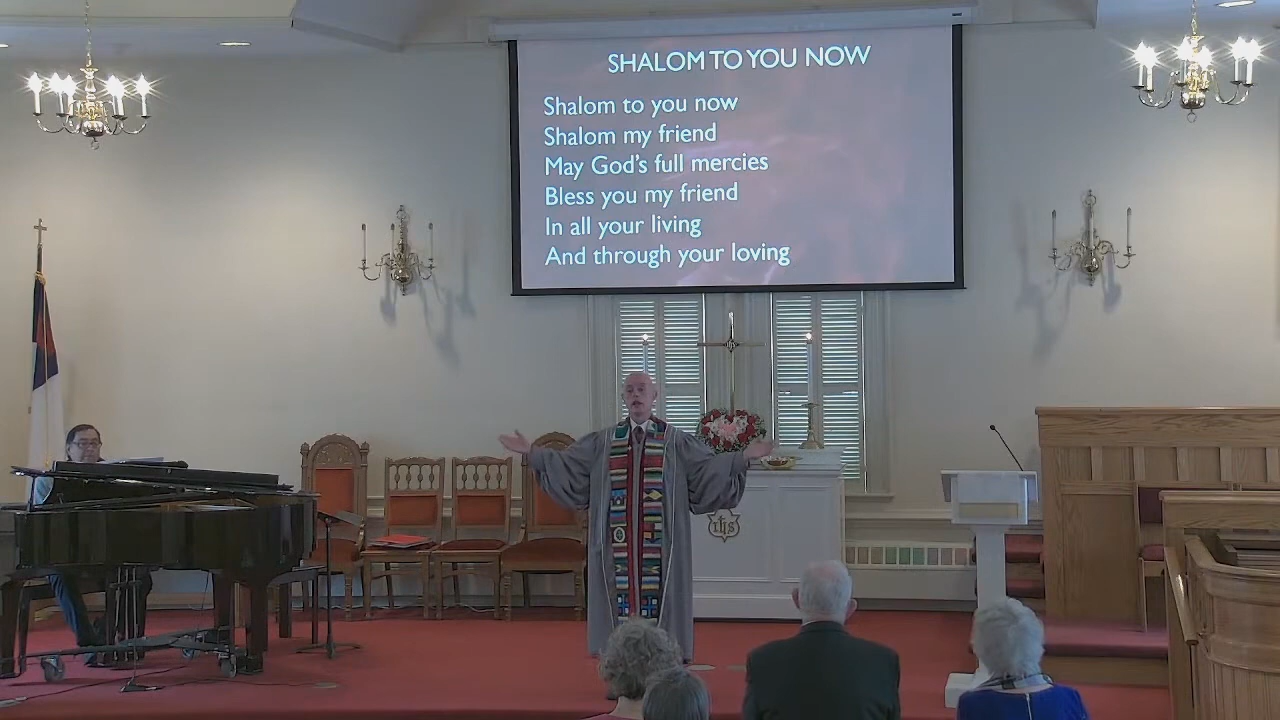 SHALOM TO YOU NOW
Shalom to you now
Shalom my friend
May God's full mercies
Bless you my friend
In all your living
And through your loving
IHS